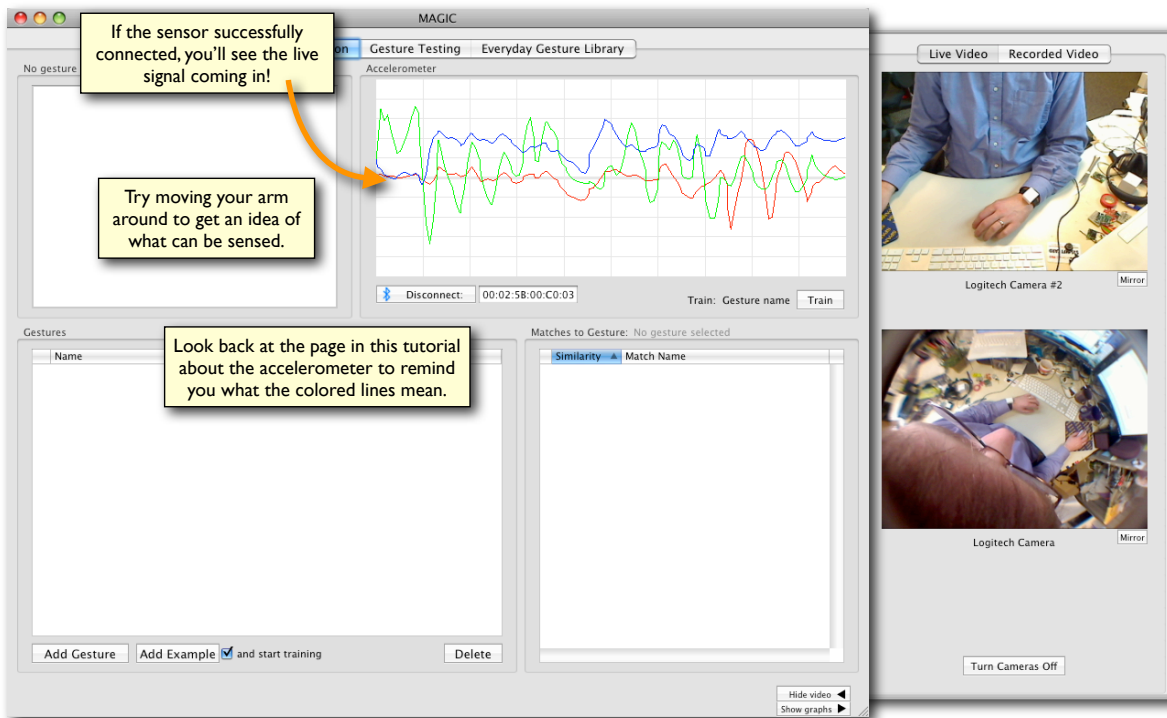 MAGIC
If the sensor successfully
connected, you'll see the live
signal coming in!
on
Gesture Testing
Everyday Gesture Library
No gesture
Accelerometer
Try moving your arm
around to get an idea of
what can be sensed.
Disconnect:
00:02:5B:00:C0:03
Train: Gesture name
Train
Gestures
Name
Look back at the page in this tutorial
about the accelerometer to remind
you what the colored lines mean.
Matches to Gesture: No gesture selected
Similarity
Match Name
Add Gesture
Add Example
and start training
Delete
Hide video
Show graphs
Live Video
Recorded Video
Logitech Camera #2
Mirror
Logitech Camera
Mirror
Turn Cameras Off